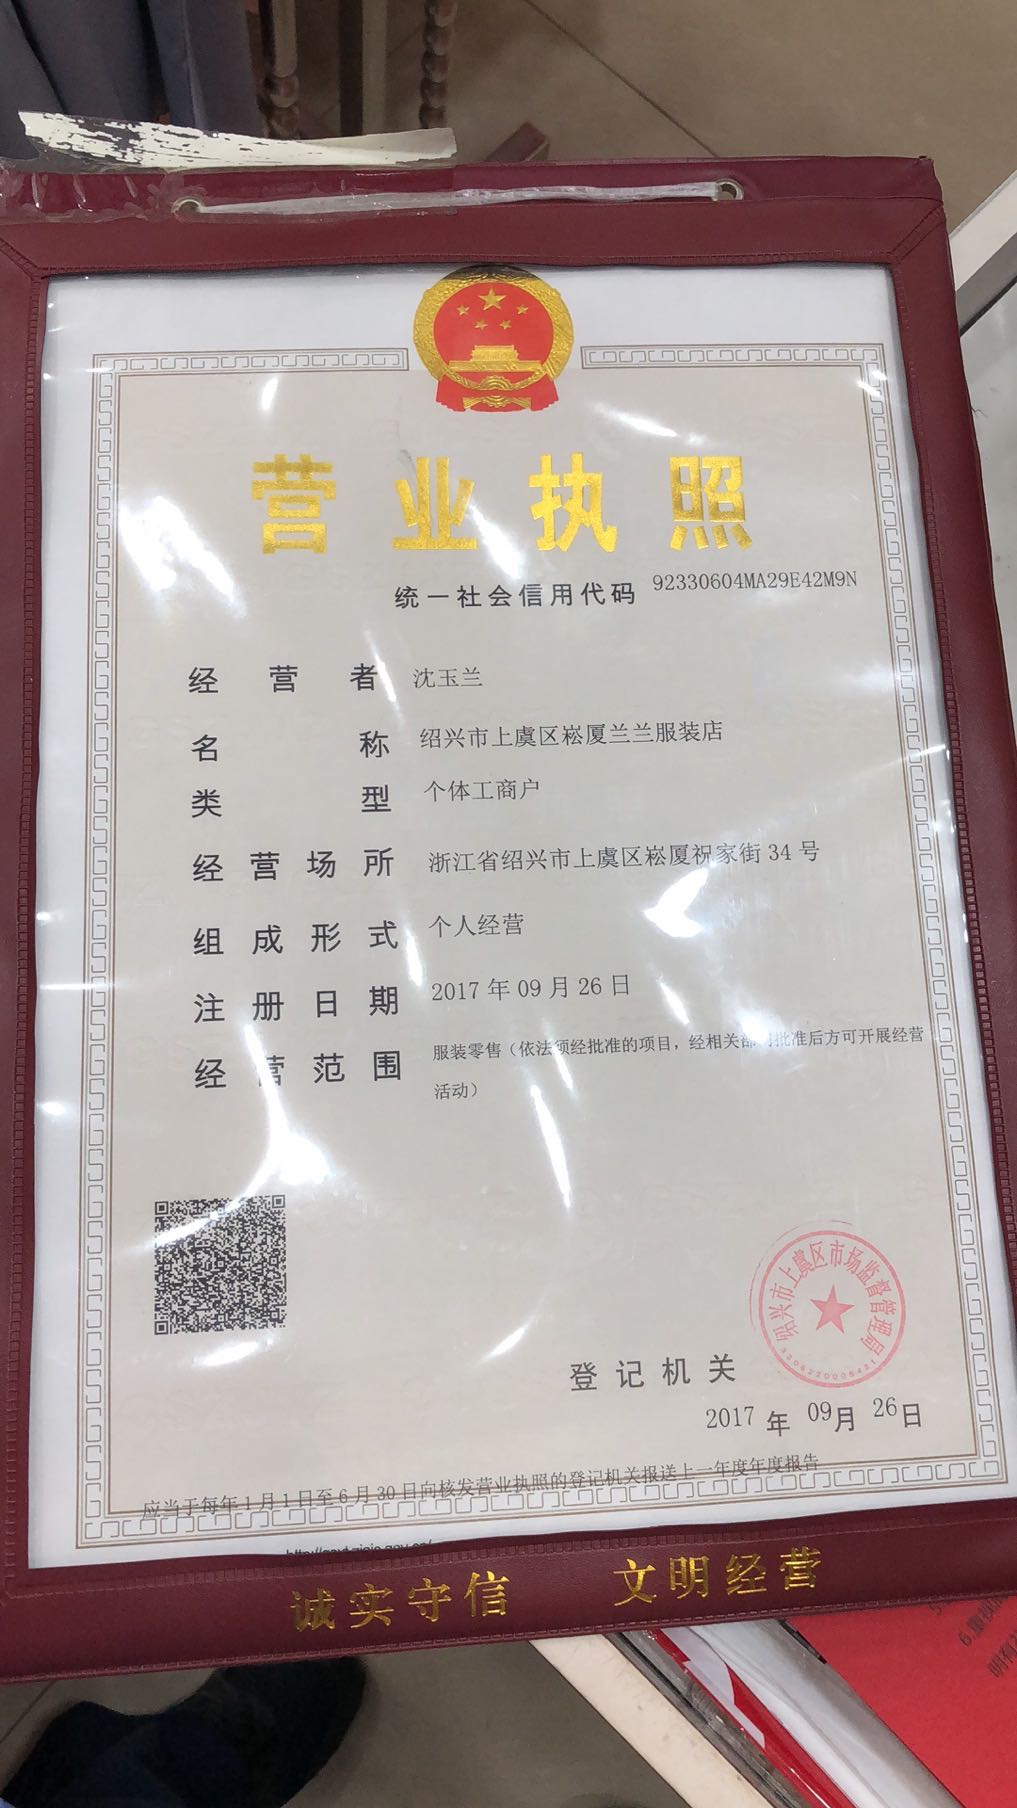 营业执照
统一社会信用代码 92330604MA29E42M9N
经营者 沈玉兰
名称 绍兴市上虞区崧厦兰兰服装店
类型 个体工商户
经营场所 浙江省绍兴市上虞区崧厦祝家街34号
组成形式 个人经营
注册日期 2017年09月26日
经营范围 服装零售（依法须经批准的项目，经相关部门批准后方可开展经营
活动）
绍兴市上虞区市场监督管理局
登记机关
2017年09月26日
应当于每年1月1日至6月30日向核发营业执照的登记机关报送上一年度年度报告
诚实守信 文明经营